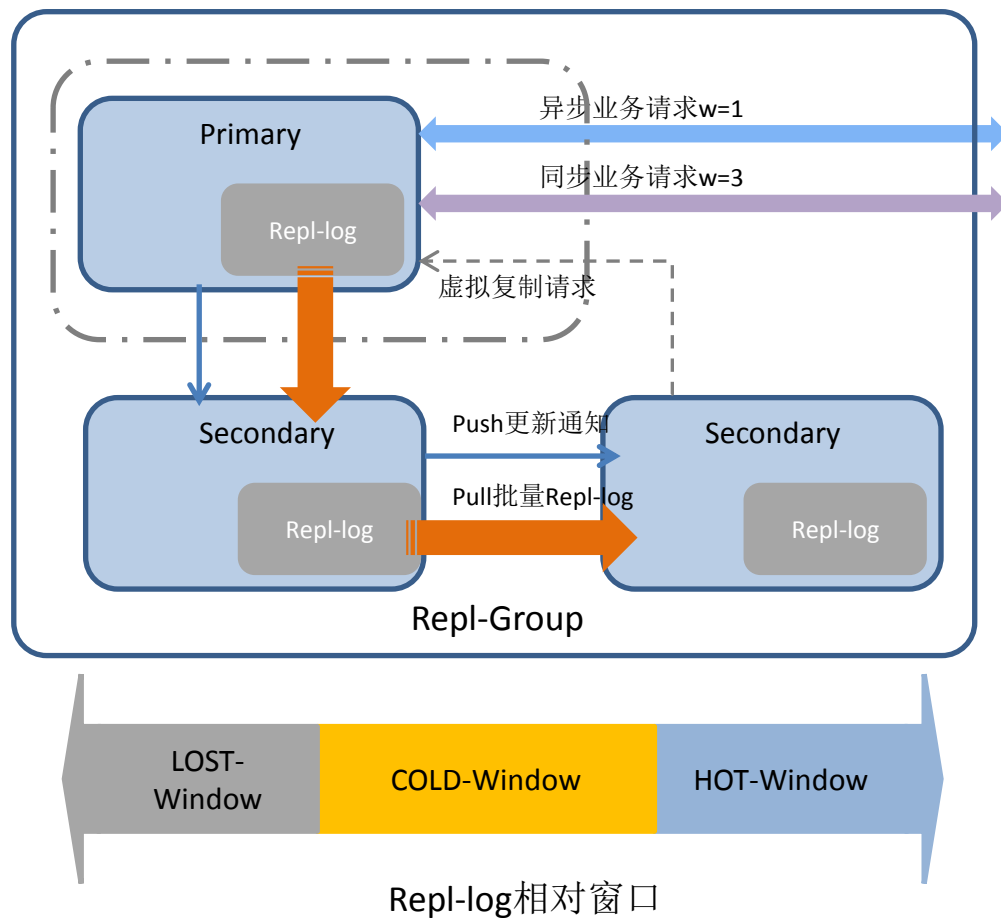 Primary
异步业务请求w=1
同步业务请求w=3
Repl-log
虚拟复制请求
Secondary
Push更新通知
Secondary
Pull批量Repl-log
Repl-log
Repl-log
Repl-Group
LOST-
Window
COLD-Window
HOT-Window
Repl-log相对窗口